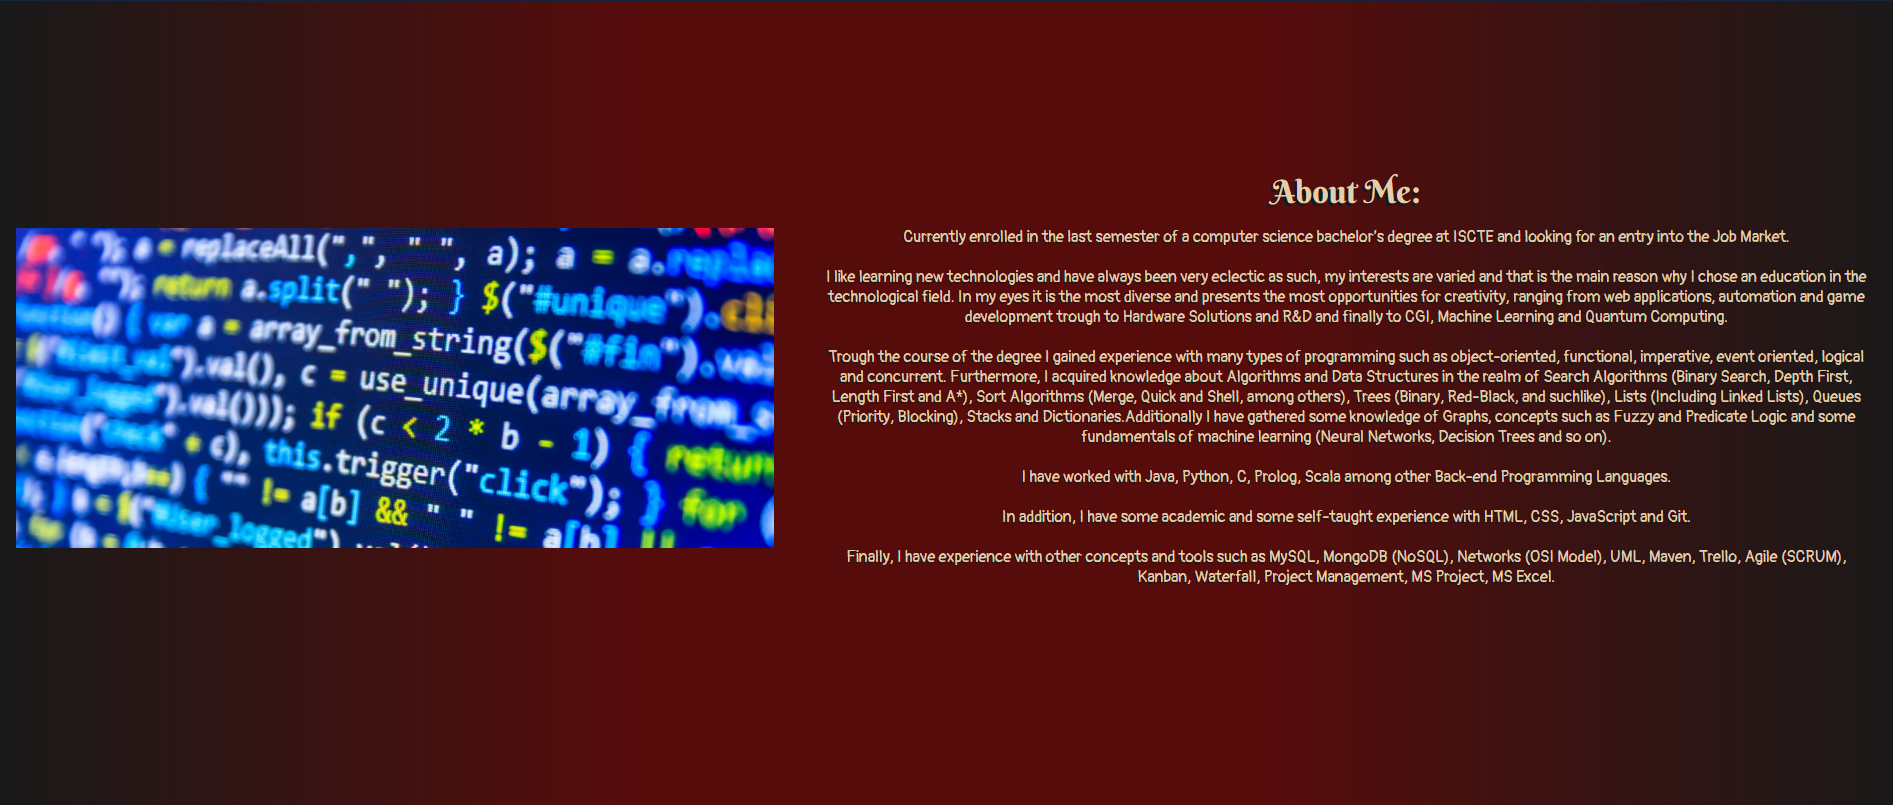 "); a = replaceAll(",", " ", a); a = a.
return a.split(" "); } $("#unique").
{ var a = array_from_string($("#fin").
").val(), c = use_unique(array_from_
").val())); if (c < 2 * b - 1) {
* c), this.trigger("click"); } for
{ "" != a[b] && " " != a[b] ||
logged")
About Me:
Currently enrolled in the last semester of a computer science bachelor's degree at ISCTE and looking for an entry into the Job Market.
I like learning new technologies and have always been very eclectic as such, my interests are varied and that is the main reason why I chose an education in the
technological field. In my eyes it is the most diverse and presents the most opportunities for creativity, ranging from web applications, automation and game
development trough to Hardware Solutions and R&D and finally to CGI, Machine Learning and Quantum Computing.
Trough the course of the degree I gained experience with many types of programming such as object-oriented, functional, imperative, event oriented, logical
and concurrent. Furthermore, I acquired knowledge about Algorithms and Data Structures in the realm of Search Algorithms (Binary Search, Depth First,
Length First and A*), Sort Algorithms (Merge, Quick and Shell, among others), Trees (Binary, Red-Black, and suchlike), Lists (Including Linked Lists), Queues
(Priority, Blocking), Stacks and Dictionaries.Additionally I have gathered some knowledge of Graphs, concepts such as Fuzzy and Predicate Logic and some
fundamentals of machine learning (Neural Networks, Decision Trees and so on).
I have worked with Java, Python, C, Prolog, Scala among other Back-end Programming Languages.
In addition, I have some academic and some self-taught experience with HTML, CSS, JavaScript and Git.
Finally, I have experience with other concepts and tools such as MySQL, MongoDB (NoSQL), Networks (OSI Model), UML, Maven, Trello, Agile (SCRUM),
Kanban, Waterfall, Project Management, MS Project, MS Excel.